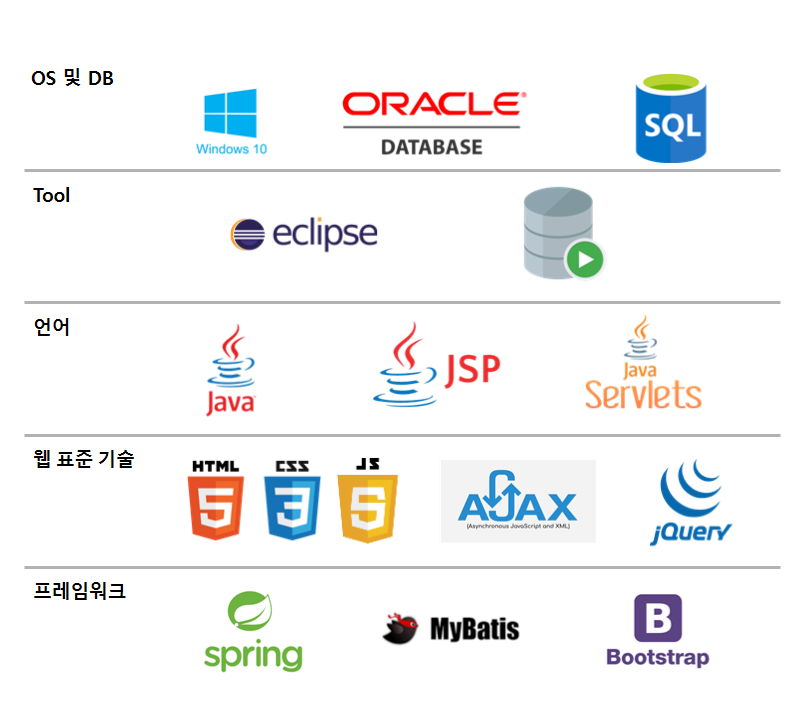 OS 및 DB
Windows 10
ORACLE®
DATABASE
SQL
Tool
eclipse
언어
Java
JSP
Java
Servlets
웹 표준 기술
HTML
5
CSS
3
JS
5
AJAX
(Asynchronous JavaScript and XML)
jQuery
프레임워크
spring
MyBatis
B
Bootstrap